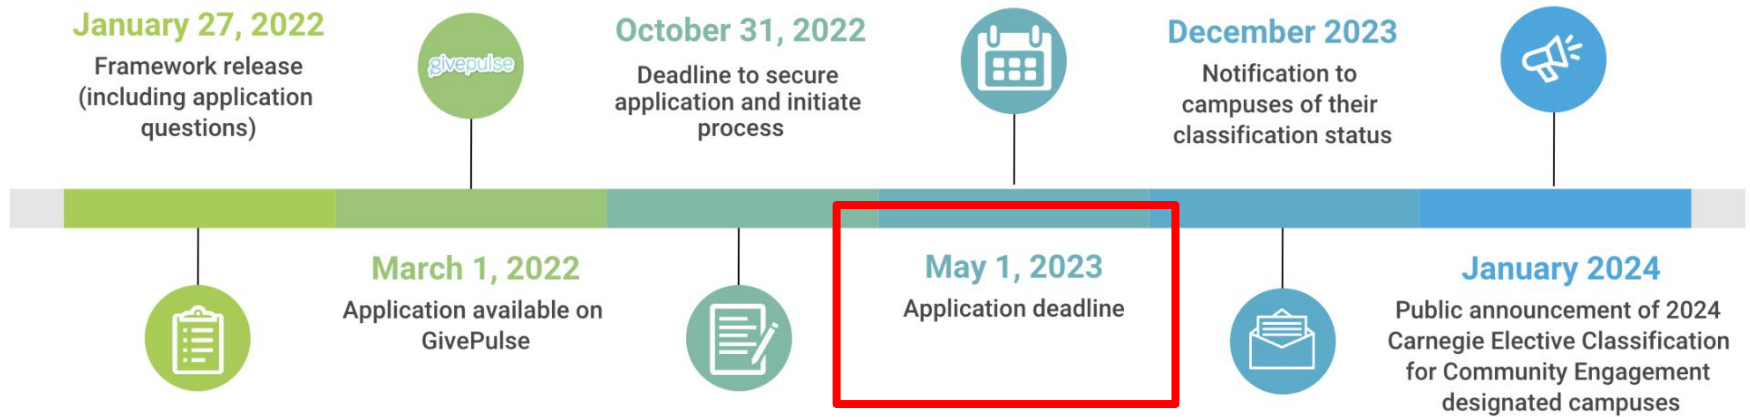 January 27, 2022
Framework release
(including application
questions)
givepulse
March 1, 2022
Application available on
GivePulse
October 31, 2022
Deadline to secure
application and initiate
process
May 1, 2023
Application deadline
December 2023
Notification to
campuses of their
classification status
January 2024
Public announcement of 2024
Carnegie Elective Classification
for Community Engagement
designated campuses